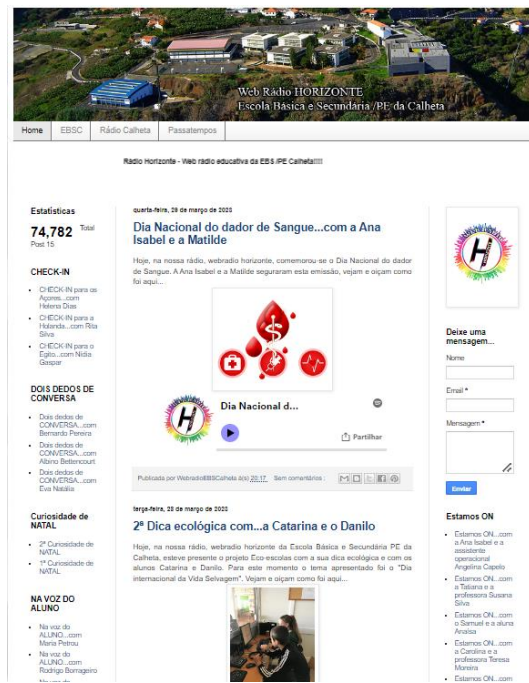 Web Rádio HORIZONTE
Escola Básica e Secundária /PE da Calheta
Home
EBSC
Rádio Calheta
Passatempos
Rádio Horizonte - Web rádio educativa da EBS /PE Calheta!!!!
Estatísticas
74,782 Total
Post 15
CHECK-IN
CHECK-IN para os
Açores...com
Helena Dias
CHECK-IN para a
Holanda...com Rita
Silva
CHECK-IN para o
Egito...com Nídia
Gaspar
DOIS DEDOS DE
CONVERSA
Dois dedos de
CONVERSA...com
Bernardo Pereira
Dois dedos de
CONVERSA...com
Albino Bettencourt
Dois dedos de
CONVERSA...com
Eva Natália
Curiosidade de
NATAL
2ª Curiosidade de
NATAL
1ª Curiosidade de
NATAL
NA VOZ DO
ALUNO
Na voz do
ALUNO...com
Maria Petrou
Na voz do
ALUNO...com
Rodrigo Borrageiro
quarta-feira, 29 de março de 2023
Dia Nacional do dador de Sangue...com a Ana
Isabel e a Matilde
Hoje, na nossa rádio, webradio horizonte, comemorou-se o Dia Nacional do dador
de Sangue. A Ana Isabel e a Matilde seguraram esta emissão, vejam e oiçam como
foi aqui...
Dia Nacional d...
Partilhar
Publicada por WebradioEBSCalheta à(s) 20:17
Sem comentários :
terça-feira, 28 de março de 2023
2ª Dica ecológica com...a Catarina e o Danilo
Hoje, na nossa rádio, webradio horizonte da Escola Básica e Secundária PE da
Calheta, esteve presente o projeto Eco-escolas com a sua dica ecológica e com os
alunos Catarina e Danilo. Para este momento o tema apresentado foi o "Dia
internacional da Vida Selvagem". Vejam e oiçam como foi aqui...
Deixe uma
mensagem...
Nome
Email *
Mensagem *
Enviar
Estamos ON
Estamos ON...com
a Ana Isabel e a
assistente
operacional
Angelina Capelo
Estamos ON...com
a Tatiana e a
professora Susana
Silva
Estamos ON...com
o Samuel e a aluna
Anaísa
Estamos ON...com
a Carolina e a
professora Teresa
Moreira
Estamos ON...com